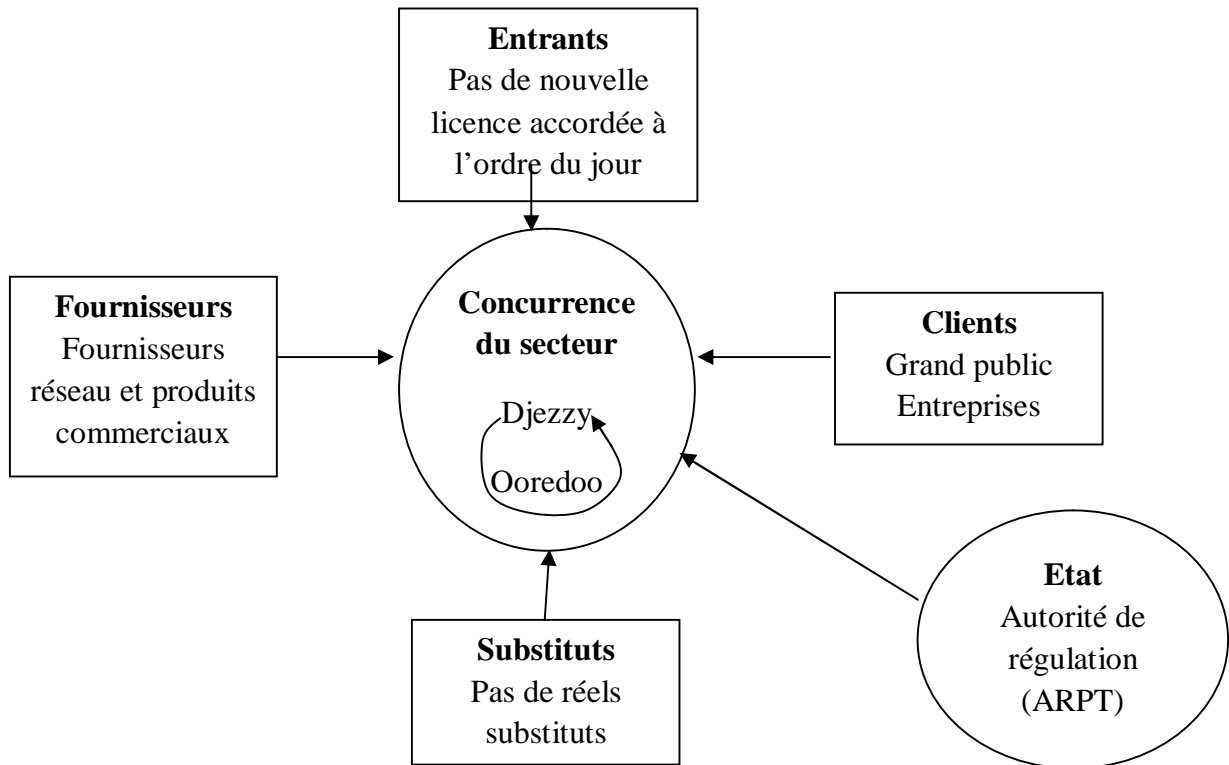 Entrants
Pas de nouvelle
licence accordée à
l’ordre du jour
Fournisseurs
Fournisseurs
réseau et produits
commerciaux
Concurrence
du secteur
Djezzy
Ooredoo
Clients
Grand public
Entreprises
Substituts
Pas de réels
substituts
Etat
Autorité de
régulation
(ARPT)